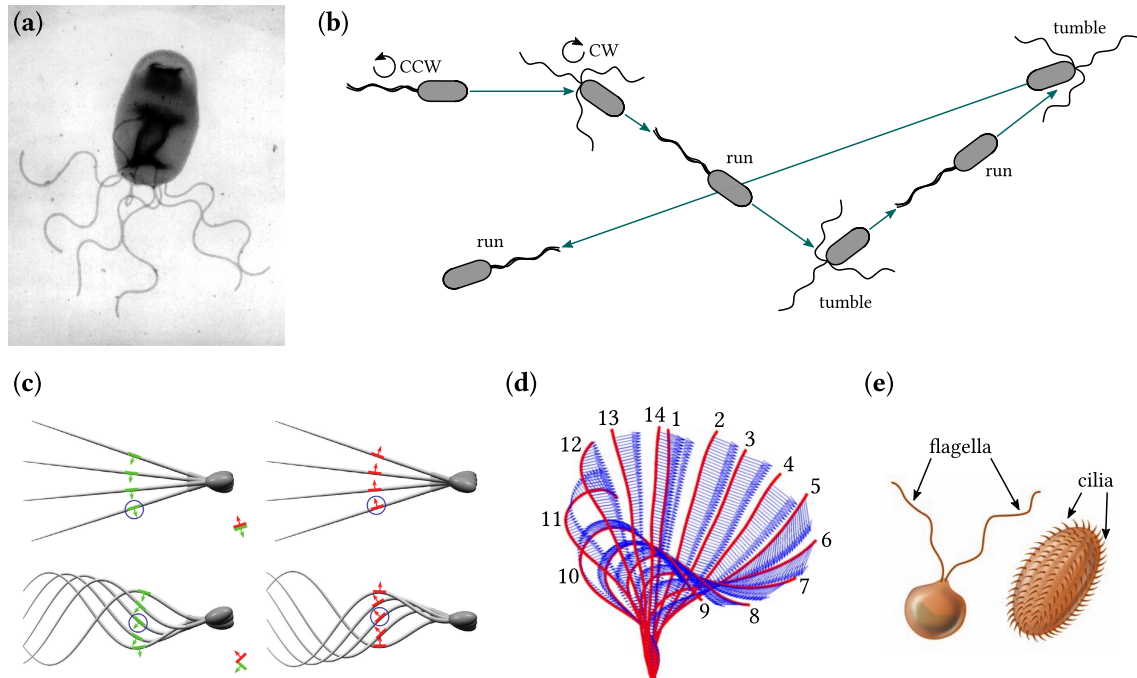 (a)
(b)
CCW
CW
tumble
run
run
run
tumble
(c)
(d)
(e)
14 1
2
13
3
12
4
5
11
6
10
7
9
8
flagella
cilia